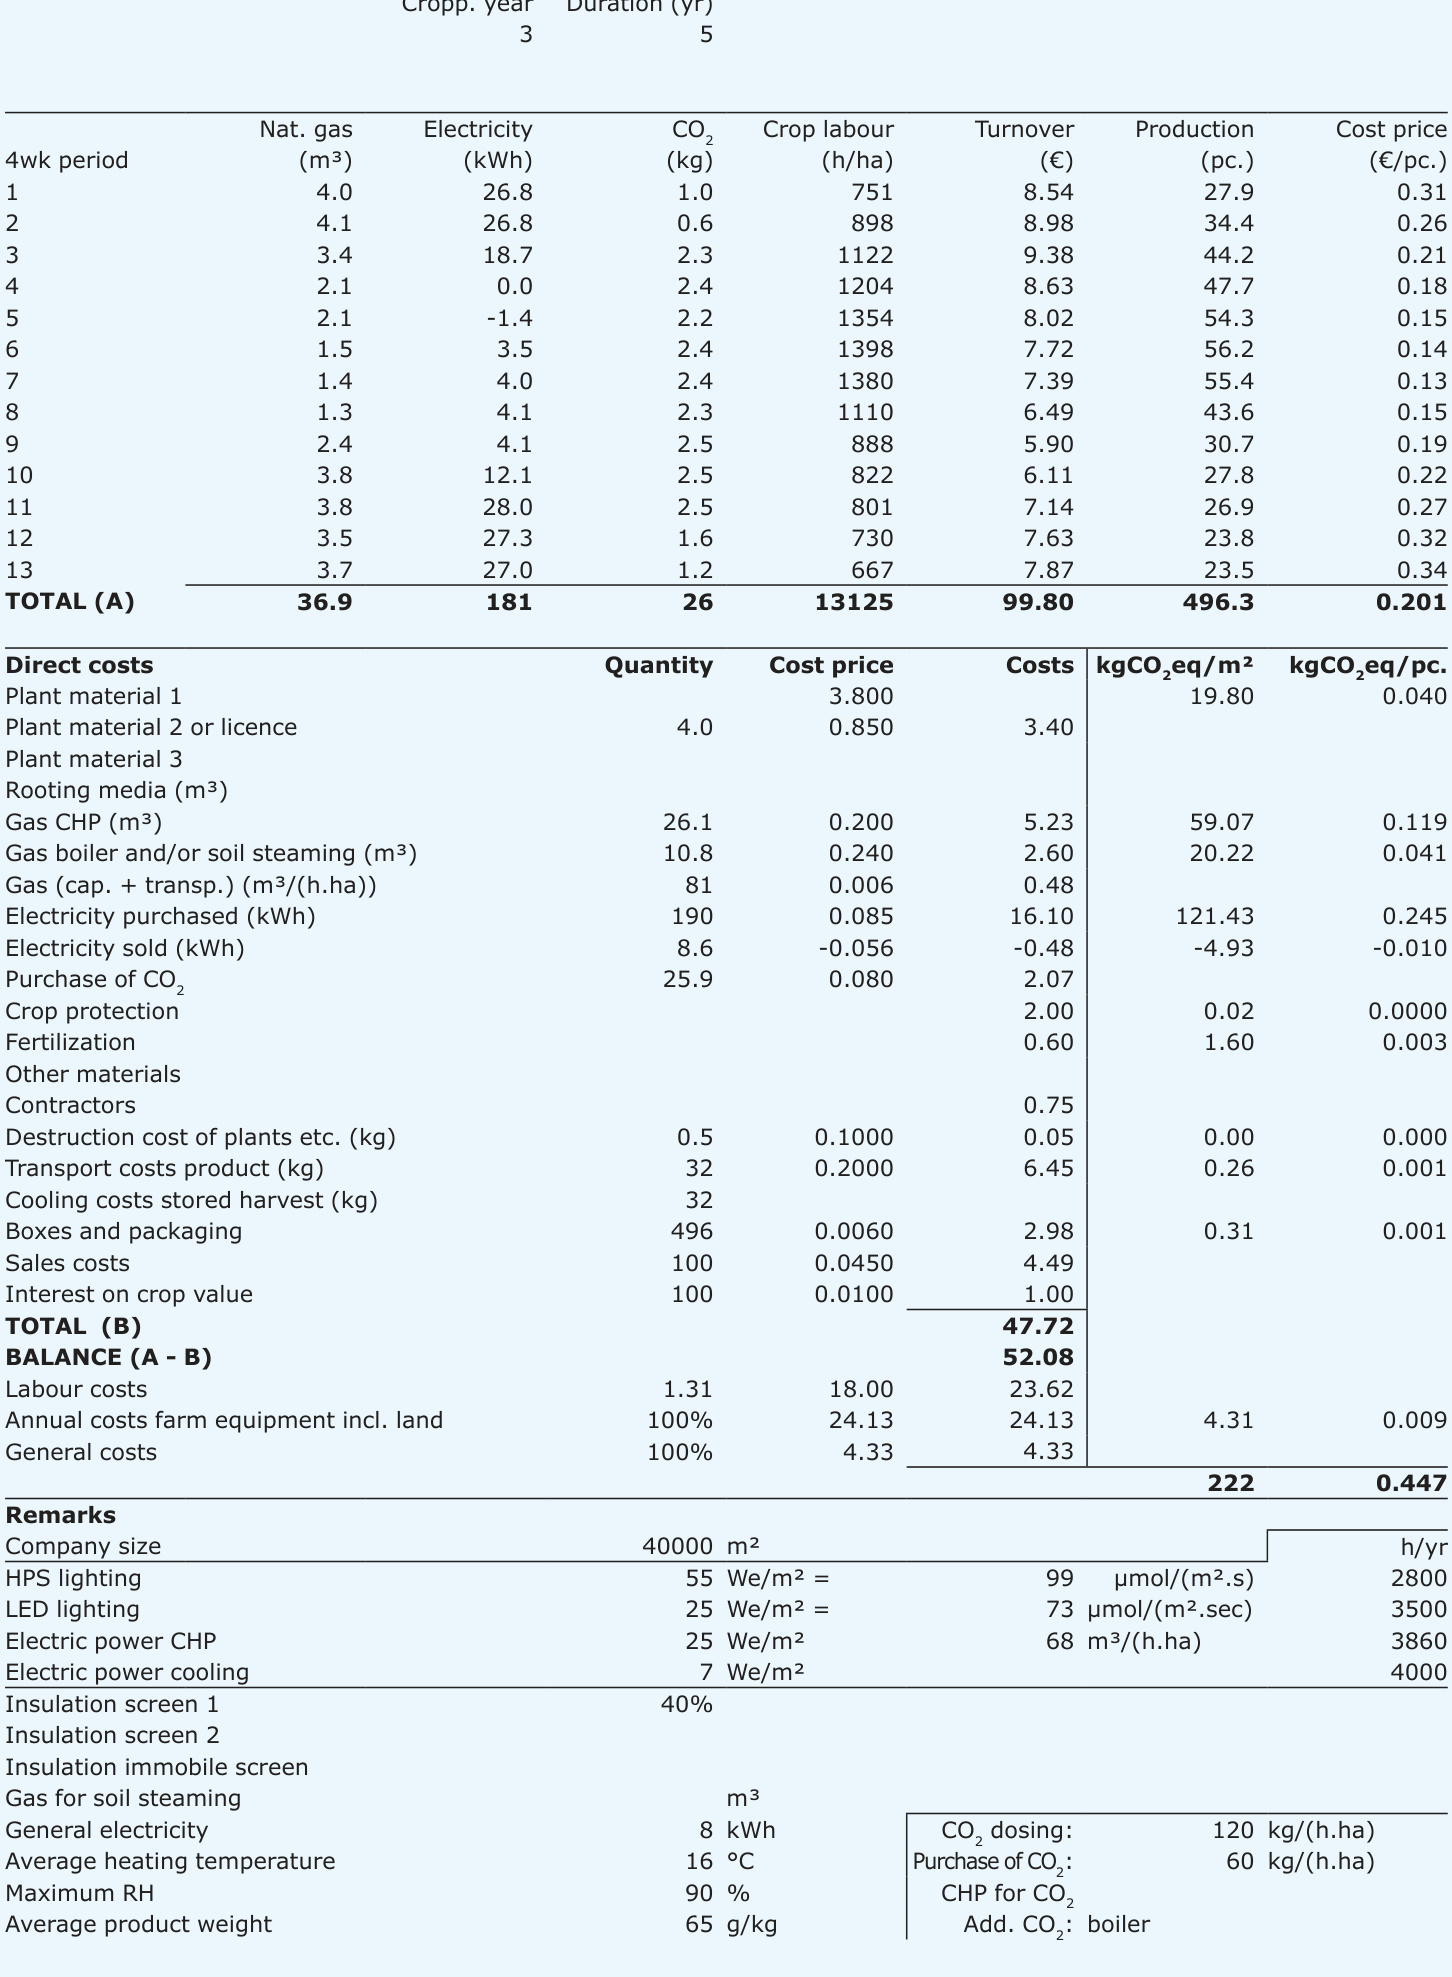 Cropp. year Duration (yr)
3 5
Nat. gas Electricity CO₂ Crop labour Turnover Production Cost price
4wk period (m³) (kWh) (kg) (h/ha) (€) (pc.) (€/pc.)
1 4.0 26.8 1.0 751 8.54 27.9 0.31
2 4.1 26.8 0.6 898 8.98 34.4 0.26
3 3.4 18.7 2.3 1122 9.38 44.2 0.21
4 2.1 0.0 2.4 1204 8.63 47.7 0.18
5 2.1 -1.4 2.2 1354 8.02 54.3 0.15
6 1.5 3.5 2.4 1398 7.72 56.2 0.14
7 1.4 4.0 2.4 1380 7.39 55.4 0.13
8 1.3 4.1 2.3 1110 6.49 43.6 0.15
9 2.4 4.1 2.5 888 5.90 30.7 0.19
10 3.8 12.1 2.5 822 6.11 27.8 0.22
11 3.8 28.0 2.5 801 7.14 26.9 0.27
12 3.5 27.3 1.6 730 7.63 23.8 0.32
13 3.7 27.0 1.2 667 7.87 23.5 0.34
TOTAL (A) 36.9 181 26 13125 99.80 496.3 0.201
Direct costs Quantity Cost price Costs kgCO₂eq/m² kgCO₂eq/pc.
Plant material 1 3.800 19.80 0.040
Plant material 2 or licence 4.0 0.850 3.40
Plant material 3
Rooting media (m³)
Gas CHP (m³) 26.1 0.200 5.23 59.07 0.119
Gas boiler and/or soil steaming (m³) 10.8 0.240 2.60 20.22 0.041
Gas (cap. + transp.) (m³/(h.ha)) 81 0.006 0.48
Electricity purchased (kWh) 190 0.085 16.10 121.43 0.245
Electricity sold (kWh) 8.6 -0.056 -0.48 -4.93 -0.010
Purchase of CO₂ 25.9 0.080 2.07
Crop protection 2.00 0.02 0.0000
Fertilization 0.60 1.60 0.003
Other materials
Contractors 0.75
Destruction cost of plants etc. (kg) 0.5 0.1000 0.05 0.00 0.000
Transport costs product (kg) 32 0.2000 6.45 0.26 0.001
Cooling costs stored harvest (kg) 32
Boxes and packaging 496 0.0060 2.98 0.31 0.001
Sales costs 100 0.0450 4.49
Interest on crop value 100 0.0100 1.00
TOTAL (B) 47.72
BALANCE (A - B) 52.08
Labour costs 1.31 18.00 23.62
Annual costs farm equipment incl. land 100% 24.13 24.13 4.31 0.009
General costs 100% 4.33 4.33
222 0.447
Remarks
Company size 40000 m² h/yr
HPS lighting 55 We/m² = 99 µmol/(m².s) 2800
LED lighting 25 We/m² = 73 µmol/(m².sec) 3500
Electric power CHP 25 We/m² 68 m³/(h.ha) 3860
Electric power cooling 7 We/m² 4000
Insulation screen 1 40%
Insulation screen 2
Insulation immobile screen
Gas for soil steaming m³
General electricity 8 kWh CO₂ dosing: 120 kg/(h.ha)
Average heating temperature 16 °C Purchase of CO₂: 60 kg/(h.ha)
Maximum RH 90 % CHP for CO₂
Average product weight 65 g/kg Add. CO₂: boiler